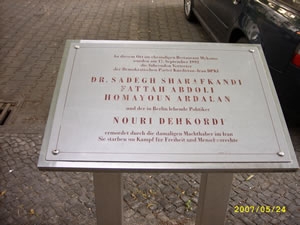 An diesem Ort im ehemaligen Restaurant Mykonos
wurden am 17. September 1992
die führenden Vertreter
der Demokratischen Partei Kurdistan-Iran DPKI
DR. SADEGH SHARAFKANDI
FATTAH ABDOLI
HOMAYOUN ARDALAN
und der in Berlin lebende Politiker
NOURI DEHKORDI
ermordet durch die damaligen Machthaber im Iran
Sie starben im Kampf für Freiheit und Menschenrechte
2007/05/24